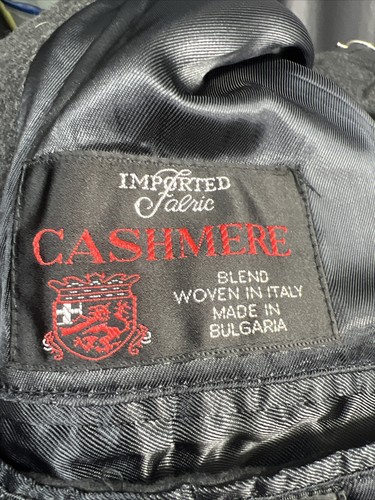 IMPORTED
Fabric
CASHMERE
BLEND
WOVEN IN ITALY
MADE IN
BULGARIA